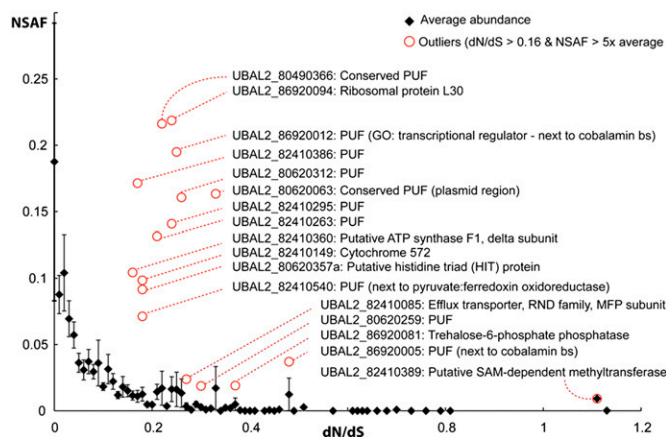 NSAF
Average abundance
Outliers (dN/dS > 0.16 & NSAF > 5x average
0.25
UBAL2_80490366: Conserved PUF
UBAL2_86920094: Ribosomal protein L30
0.2
UBAL2_86920012: PUF (GO: transcriptional regulator - next to cobalamin bs)
UBAL2_82410386: PUF
UBAL2_80620312: PUF
UBAL2_80620063: Conserved PUF (plasmid region)
0.15
UBAL2_82410295: PUF
UBAL2_82410263: PUF
UBAL2_82410360: Putative ATP synthase F1, delta subunit
UBAL2_82410149: Cytochrome 572
0.1
UBAL2_80620357a: Putative histidine triad (HIT) protein
UBAL2_82410540: PUF (next to pyruvate:ferredoxin oxidoreductase)
UBAL2_82410085: Efflux transporter, RND family, MFP subunit
UBAL2_80620259: PUF
0.05
UBAL2_86920081: Trehalose-6-phosphate phosphatase
UBAL2_86920005: PUF (next to cobalamin bs)
UBAL2_82410389: Putative SAM-dependent methyltransferase
0
0 0.2 0.4 0.6 0.8 1 1.2
dN/dS